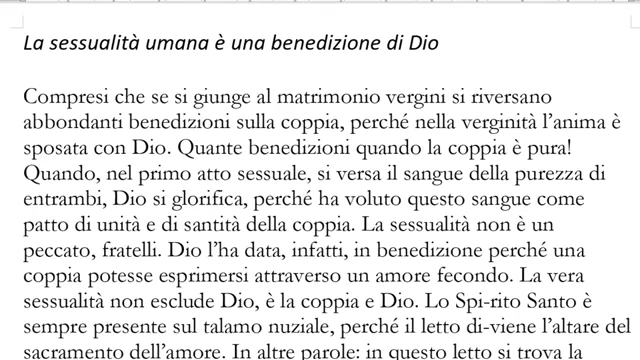 La sessualità umana è una benedizione di Dio
Compresi che se si giunge al matrimonio vergini si riversano
abbondanti benedizioni sulla coppia, perché nella verginità l'anima è
sposata con Dio. Quante benedizioni quando la coppia è pura!
Quando, nel primo atto sessuale, si versa il sangue della purezza di
entrambi, Dio si glorifica, perché ha voluto questo sangue come
patto di unità e di santità della coppia. La sessualità non è un
peccato, fratelli. Dio l'ha data, infatti, in benedizione perché una
coppia potesse esprimersi attraverso un amore fecondo. La vera
sessualità non esclude Dio, è la coppia e Dio. Lo Spi-rito Santo è
sempre presente sul talamo nuziale, perché il letto di-viene l'altare del
sacramento dell'amore. In altre parole: in questo letto si trova la